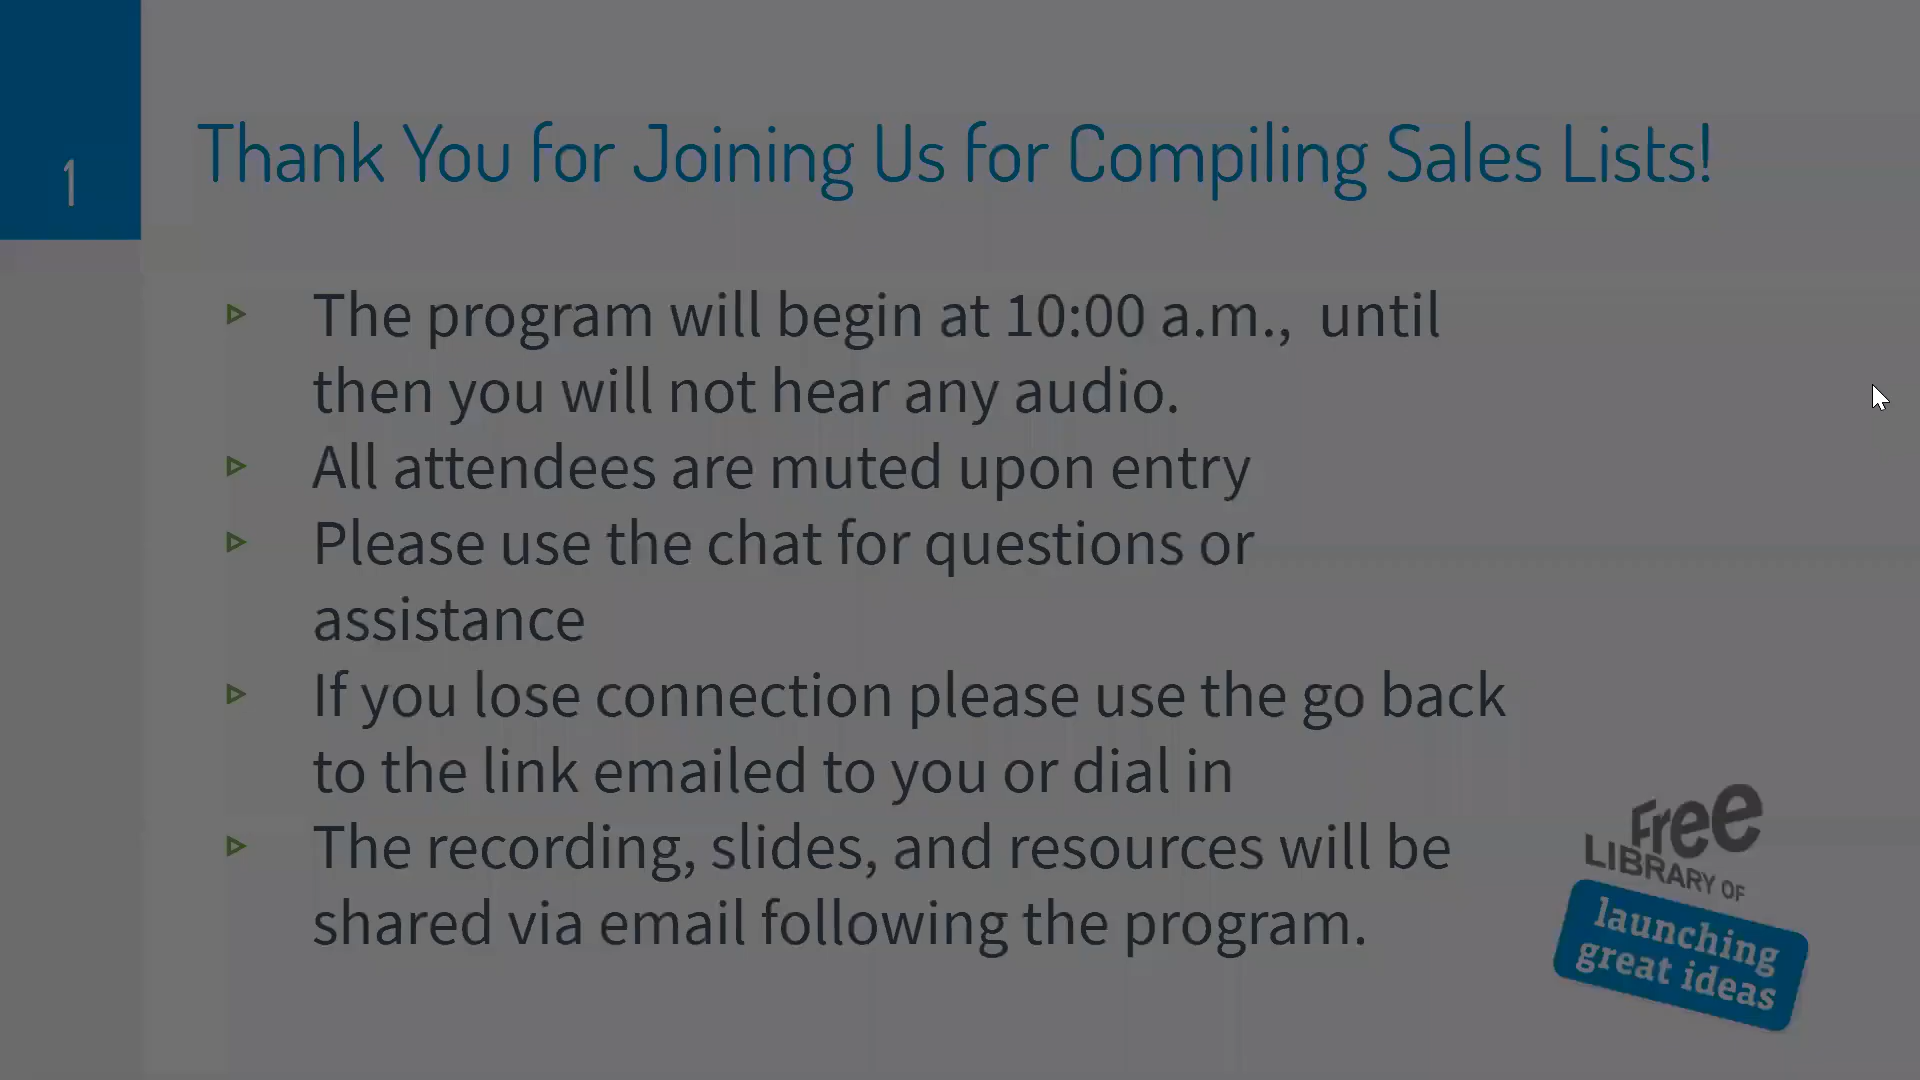 1
Thank You for Joining Us for Compiling Sales Lists!
The program will begin at 10:00 a.m., until
then you will not hear any audio.
All attendees are muted upon entry
Please use the chat for questions or
assistance
If you lose connection please use the go back
to the link emailed to you or dial in
The recording, slides, and resources will be
shared via email following the program.
Free
LIBRARY OF
launching
great ideas